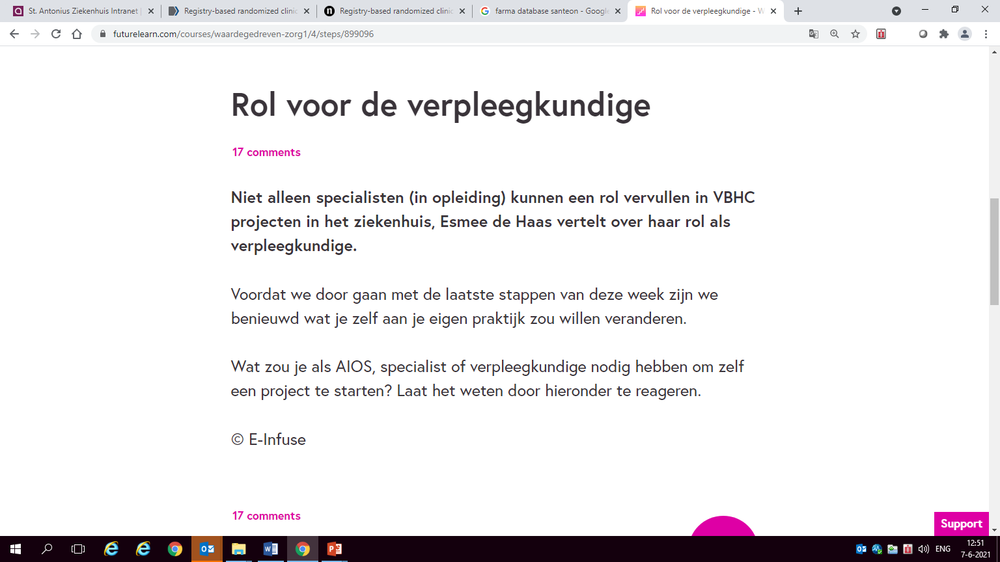 St. Antonius Ziekenhuis Intranet |
Registry-based randomized clinic
Registry-based randomized clinic
farma database santeon - Google
Rol voor de verpleegkundige - W
futurelearn.com/courses/waardegedreven-zorg1/4/steps/899096
Rol voor de verpleegkundige
17 comments
Niet alleen specialisten (in opleiding) kunnen een rol vervullen in VBHC
projecten in het ziekenhuis, Esmee de Haas vertelt over haar rol als
verpleegkundige.
Voordat we door gaan met de laatste stappen van deze week zijn we
benieuwd wat je zelf aan je eigen praktijk zou willen veranderen.
Wat zou je als AIOS, specialist of verpleegkundige nodig hebben om zelf
een project te starten? Laat het weten door hieronder te reageren.
© E-Infuse
17 comments
Support
ENG
12:51
7-6-2021